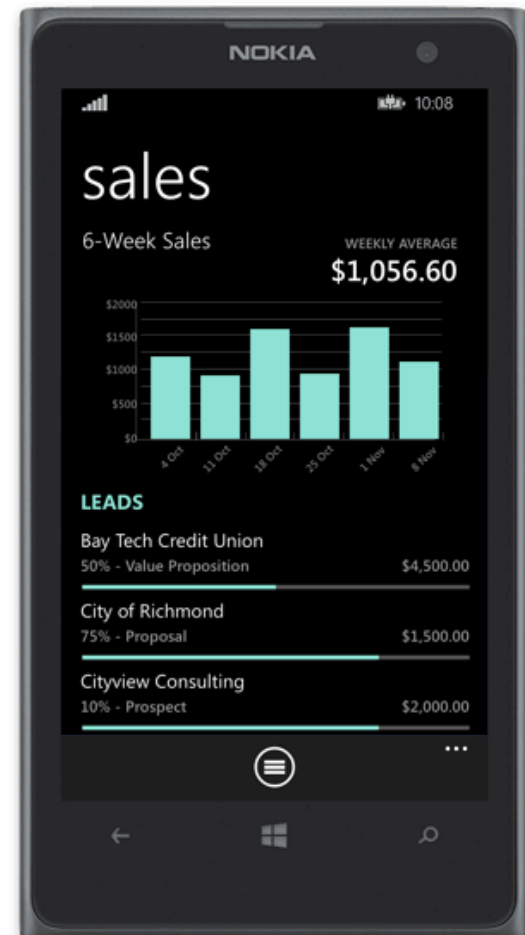 NOKIA
10:08
sales
6-Week Sales
WEEKLY AVERAGE
$1,056.60
$2000
$1500
$1000
$500
$0
4 Oct
11 Oct
18 Oct
25 Oct
1 Nov
8 Nov
LEADS
Bay Tech Credit Union
50% - Value Proposition
$4,500.00
City of Richmond
75% - Proposal
$1,500.00
Cityview Consulting
10% - Prospect
$2,000.00